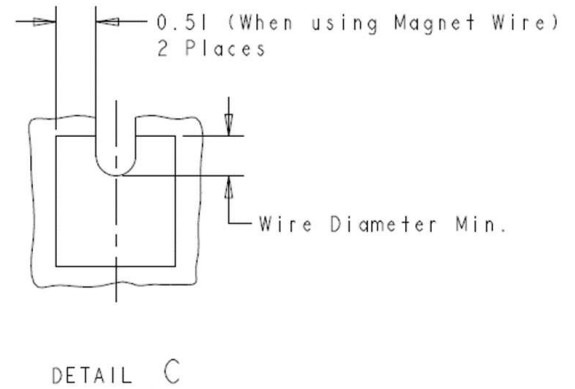 0.51 (When using Magnet Wire)
2 Places
Wire Diameter Min.
DETAIL C